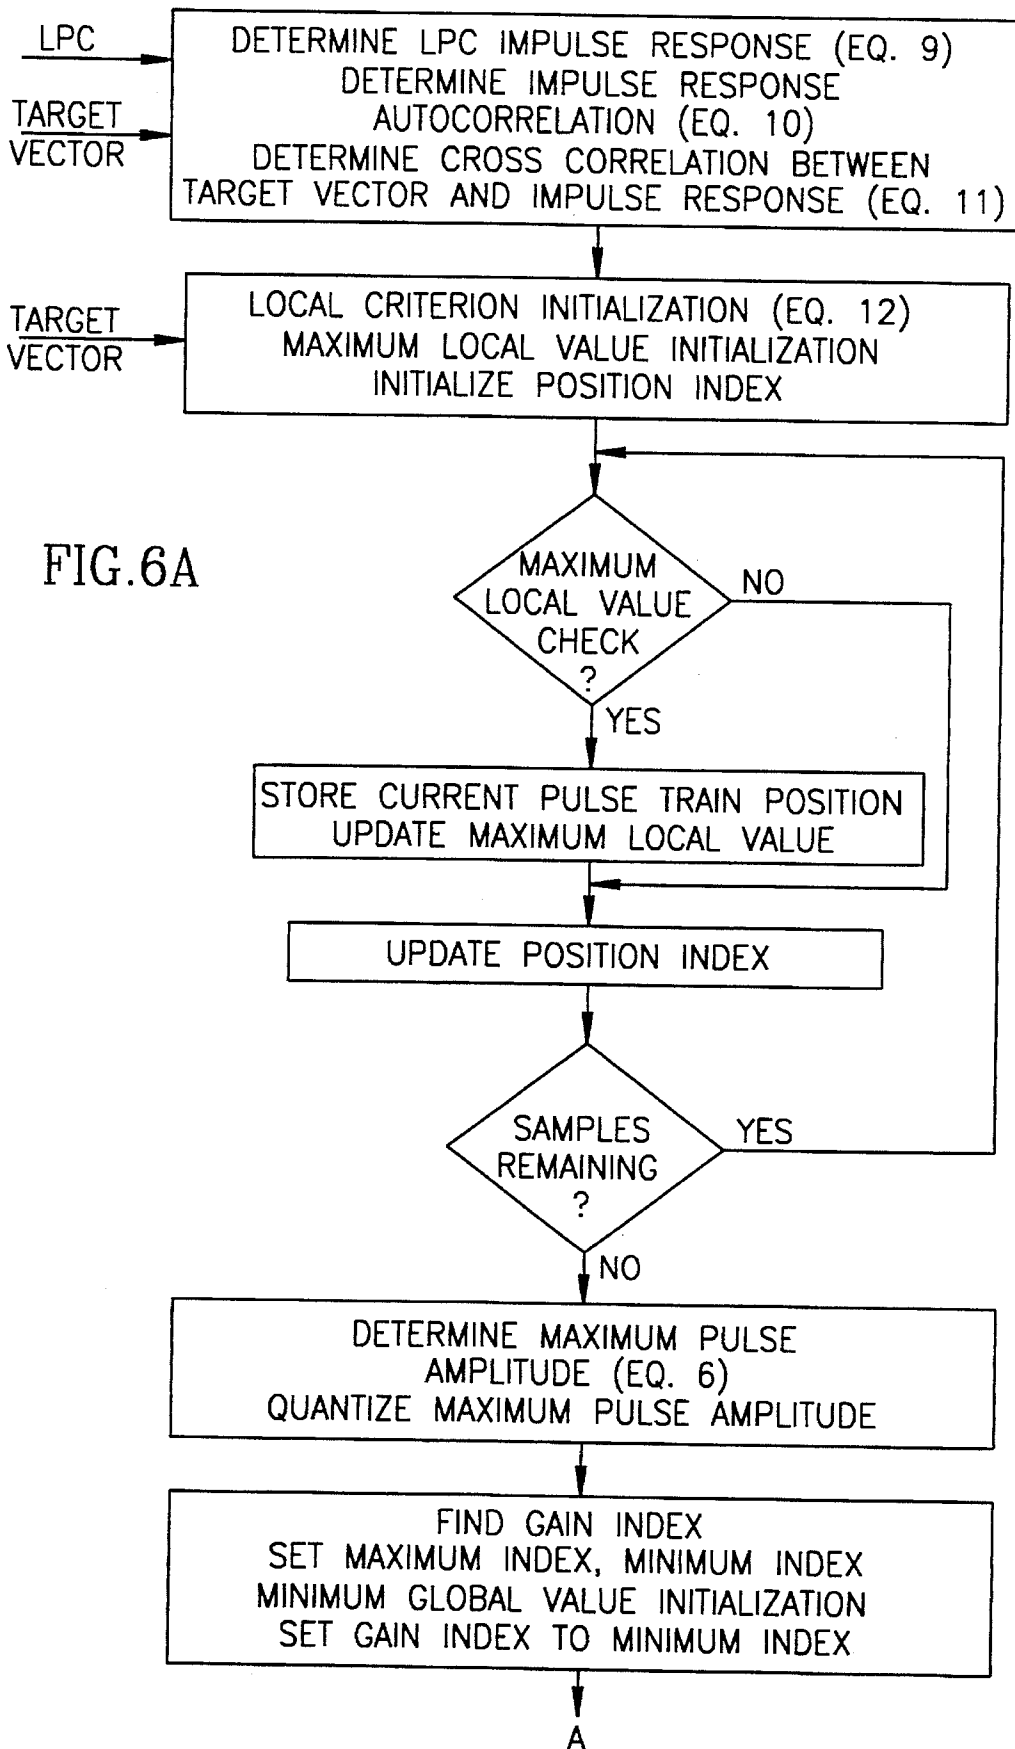 LPC
TARGET
VECTOR
DETERMINE LPC IMPULSE RESPONSE (EQ. 9)
DETERMINE IMPULSE RESPONSE
AUTOCORRELATION (EQ. 10)
DETERMINE CROSS CORRELATION BETWEEN
TARGET VECTOR AND IMPULSE RESPONSE (EQ. 11)
TARGET
VECTOR
LOCAL CRITERION INITIALIZATION (EQ. 12)
MAXIMUM LOCAL VALUE INITIALIZATION
INITIALIZE POSITION INDEX
FIG.6A
MAXIMUM
LOCAL VALUE
CHECK
?
NO
YES
STORE CURRENT PULSE TRAIN POSITION
UPDATE MAXIMUM LOCAL VALUE
UPDATE POSITION INDEX
SAMPLES
REMAINING
?
YES
NO
DETERMINE MAXIMUM PULSE
AMPLITUDE (EQ. 6)
QUANTIZE MAXIMUM PULSE AMPLITUDE
FIND GAIN INDEX
SET MAXIMUM INDEX, MINIMUM INDEX
MINIMUM GLOBAL VALUE INITIALIZATION
SET GAIN INDEX TO MINIMUM INDEX
A